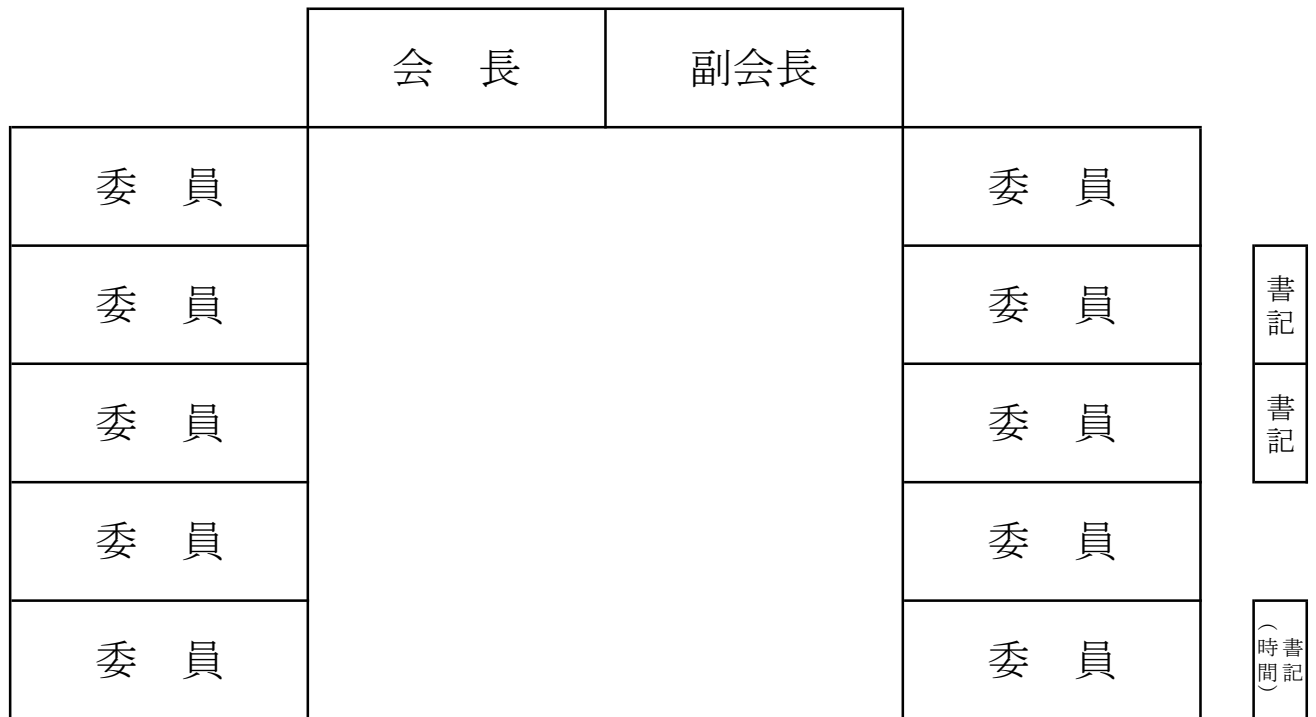 会　長　副会長
委　員　委　員
委　員　委　員　書記
委　員　委　員　書記
委　員　委　員
委　員　委　員　書記（時間）